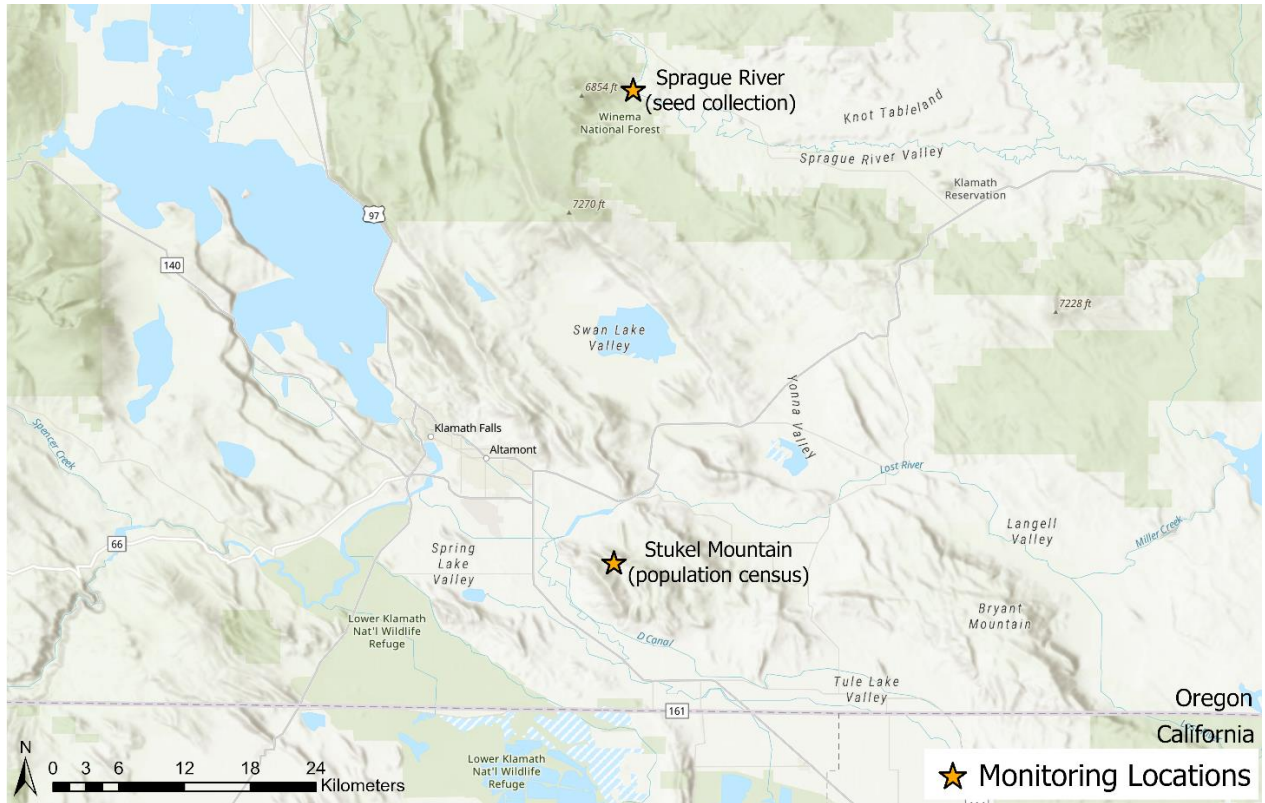 Sprague River
(seed collection)
6854 ft
Winema
National Forest
Knot Tableland
Sprague River Valley
Klamath
Reservation
7270 ft
97
140
7228 ft
Swan Lake
Valley
Yonna Valley
Klamath Falls
Altamont
Spencer Creek
Lost River
Langell
Valley
Miller Creek
66
Spring
Lake
Valley
Stukel Mountain
(population census)
Bryant
Mountain
Lower Klamath
Nat'l Wildlife
Refuge
D Canal
Tule Lake
Valley
161
Oregon
California
N
0 3 6 12 18 24
Kilometers
Lower Klamath
Nat'l Wildlife
Refuge
Monitoring Locations